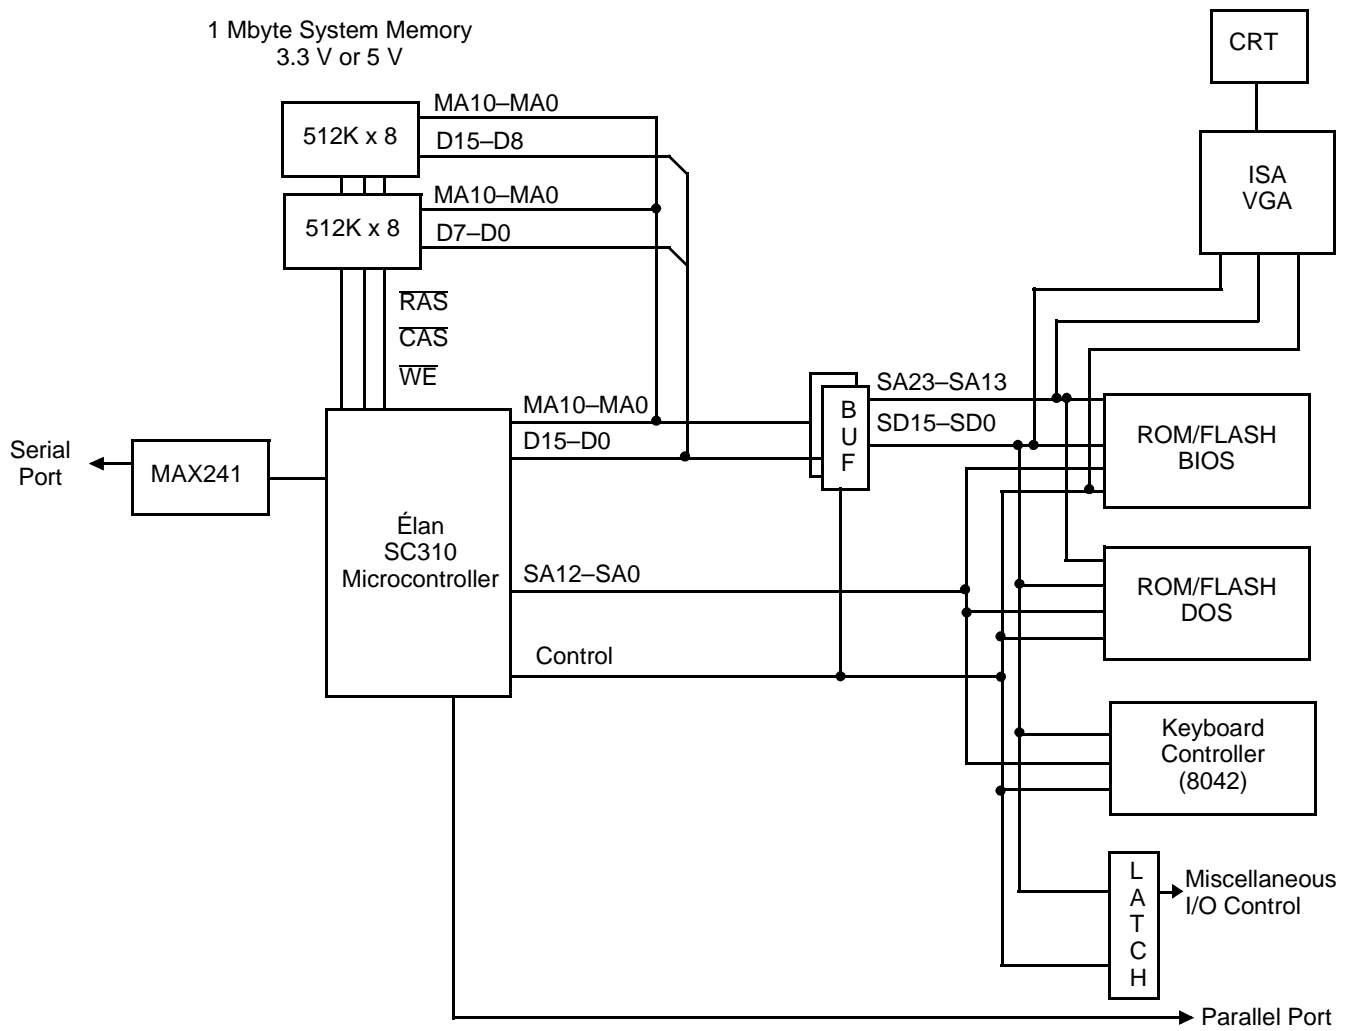 1 Mbyte System Memory
3.3 V or 5 V
CRT
512K x 8
MA10–MA0
D15–D8
ISA
VGA
512K x 8
MA10–MA0
D7–D0
RAS
CAS
WE
MA10–MA0
D15–D0
B
U
F
SA23–SA13
SD15–SD0
ROM/FLASH
BIOS
Serial
Port
MAX241
Élan
SC310
Microcontroller
SA12–SA0
Control
ROM/FLASH
DOS
Keyboard
Controller
(8042)
L
A
T
C
H
Miscellaneous
I/O Control
Parallel Port